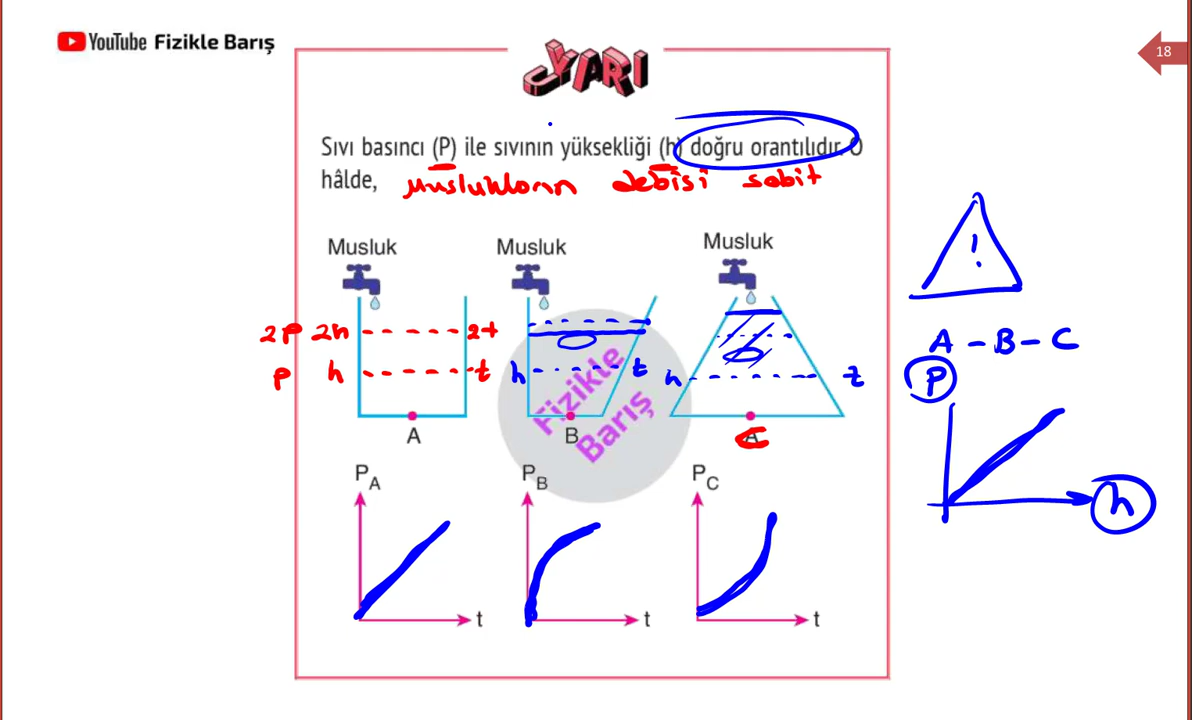 YouTube Fizikle Barış
18
UYARI
Sıvı basıncı (P) ile sıvının yüksekliği (h) doğru orantılıdır. O
hâlde, muslukların debisi sabit
Musluk Musluk Musluk
2P 2h 2t
P h t h t h t
A B C
Fizikle
Barış
P_A P_B P_C
t t t
!
A - B - C
P
h